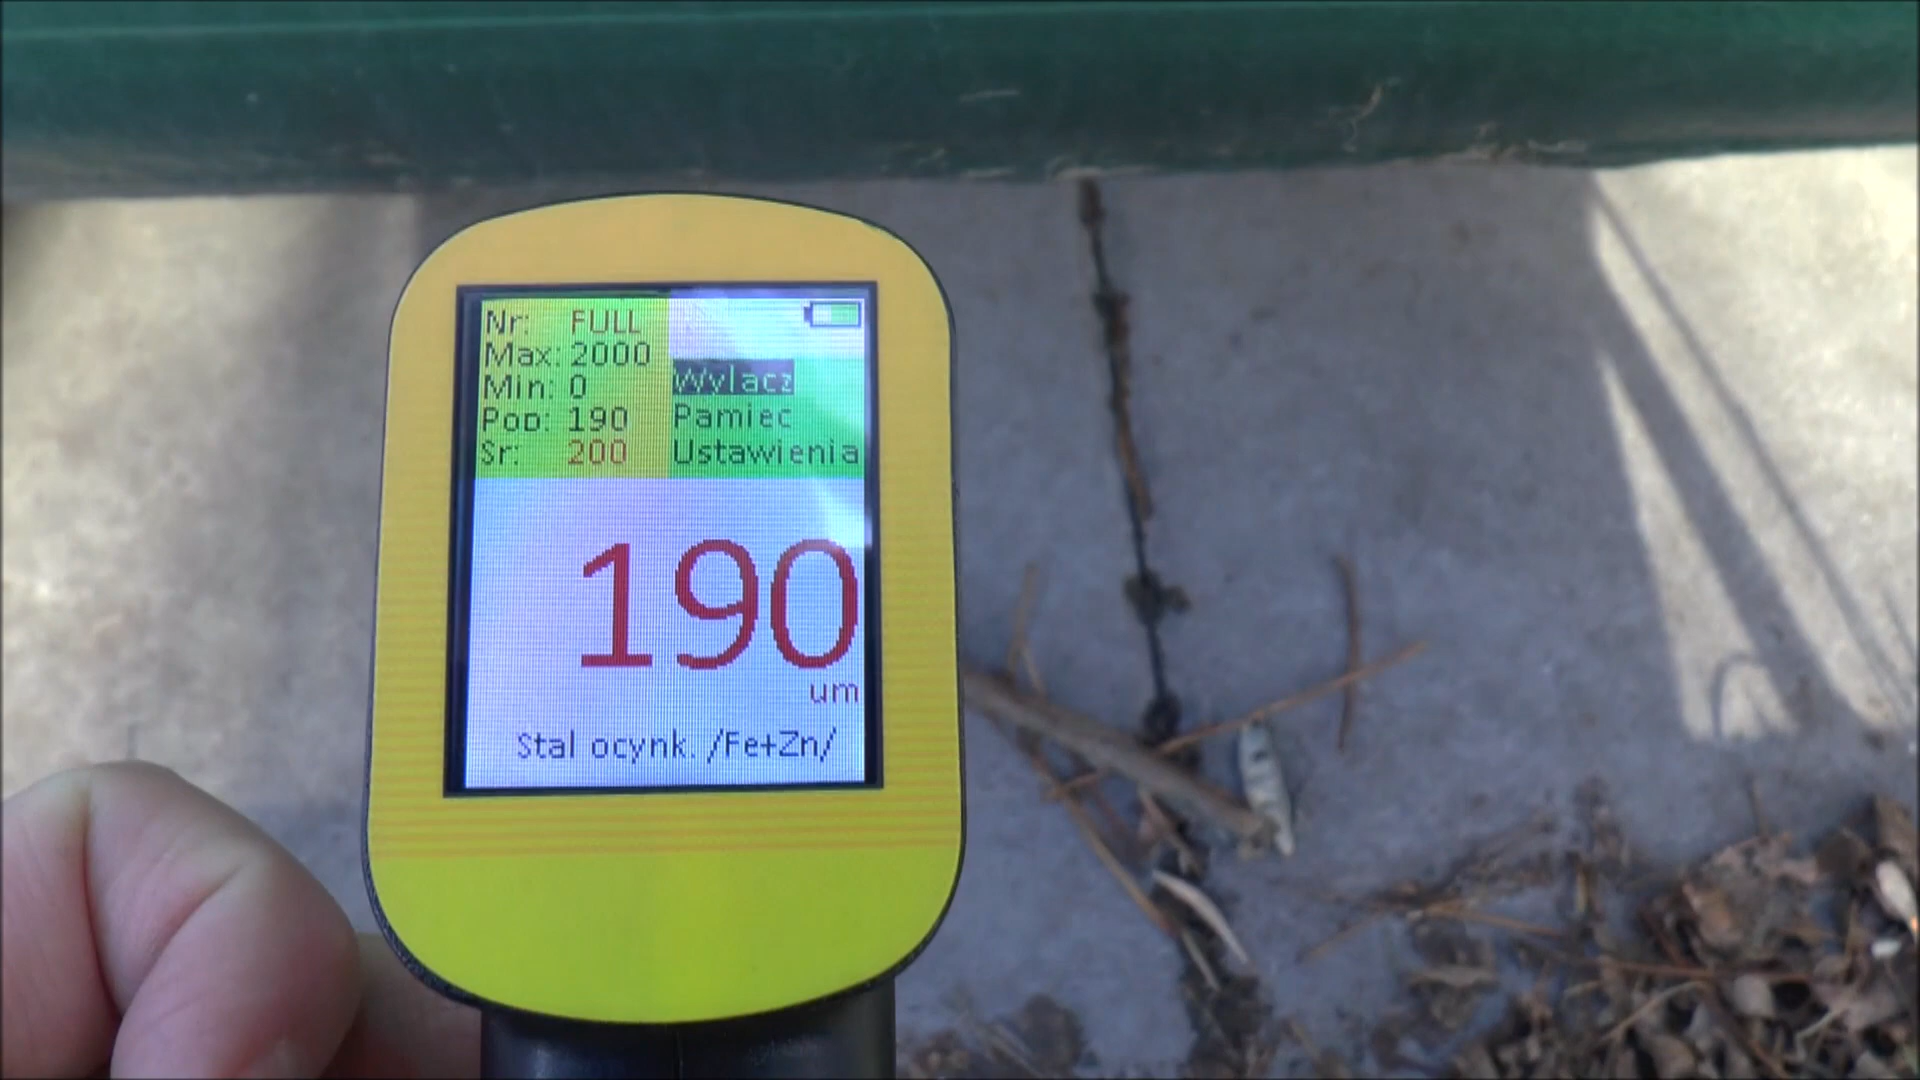 Nr: FULL
Max: 2000
Min: 0
Pop: 190
Sr: 200
Wylacz
Pamiec
Ustawienia
190
um
Stal ocynk. /Fe+Zn/